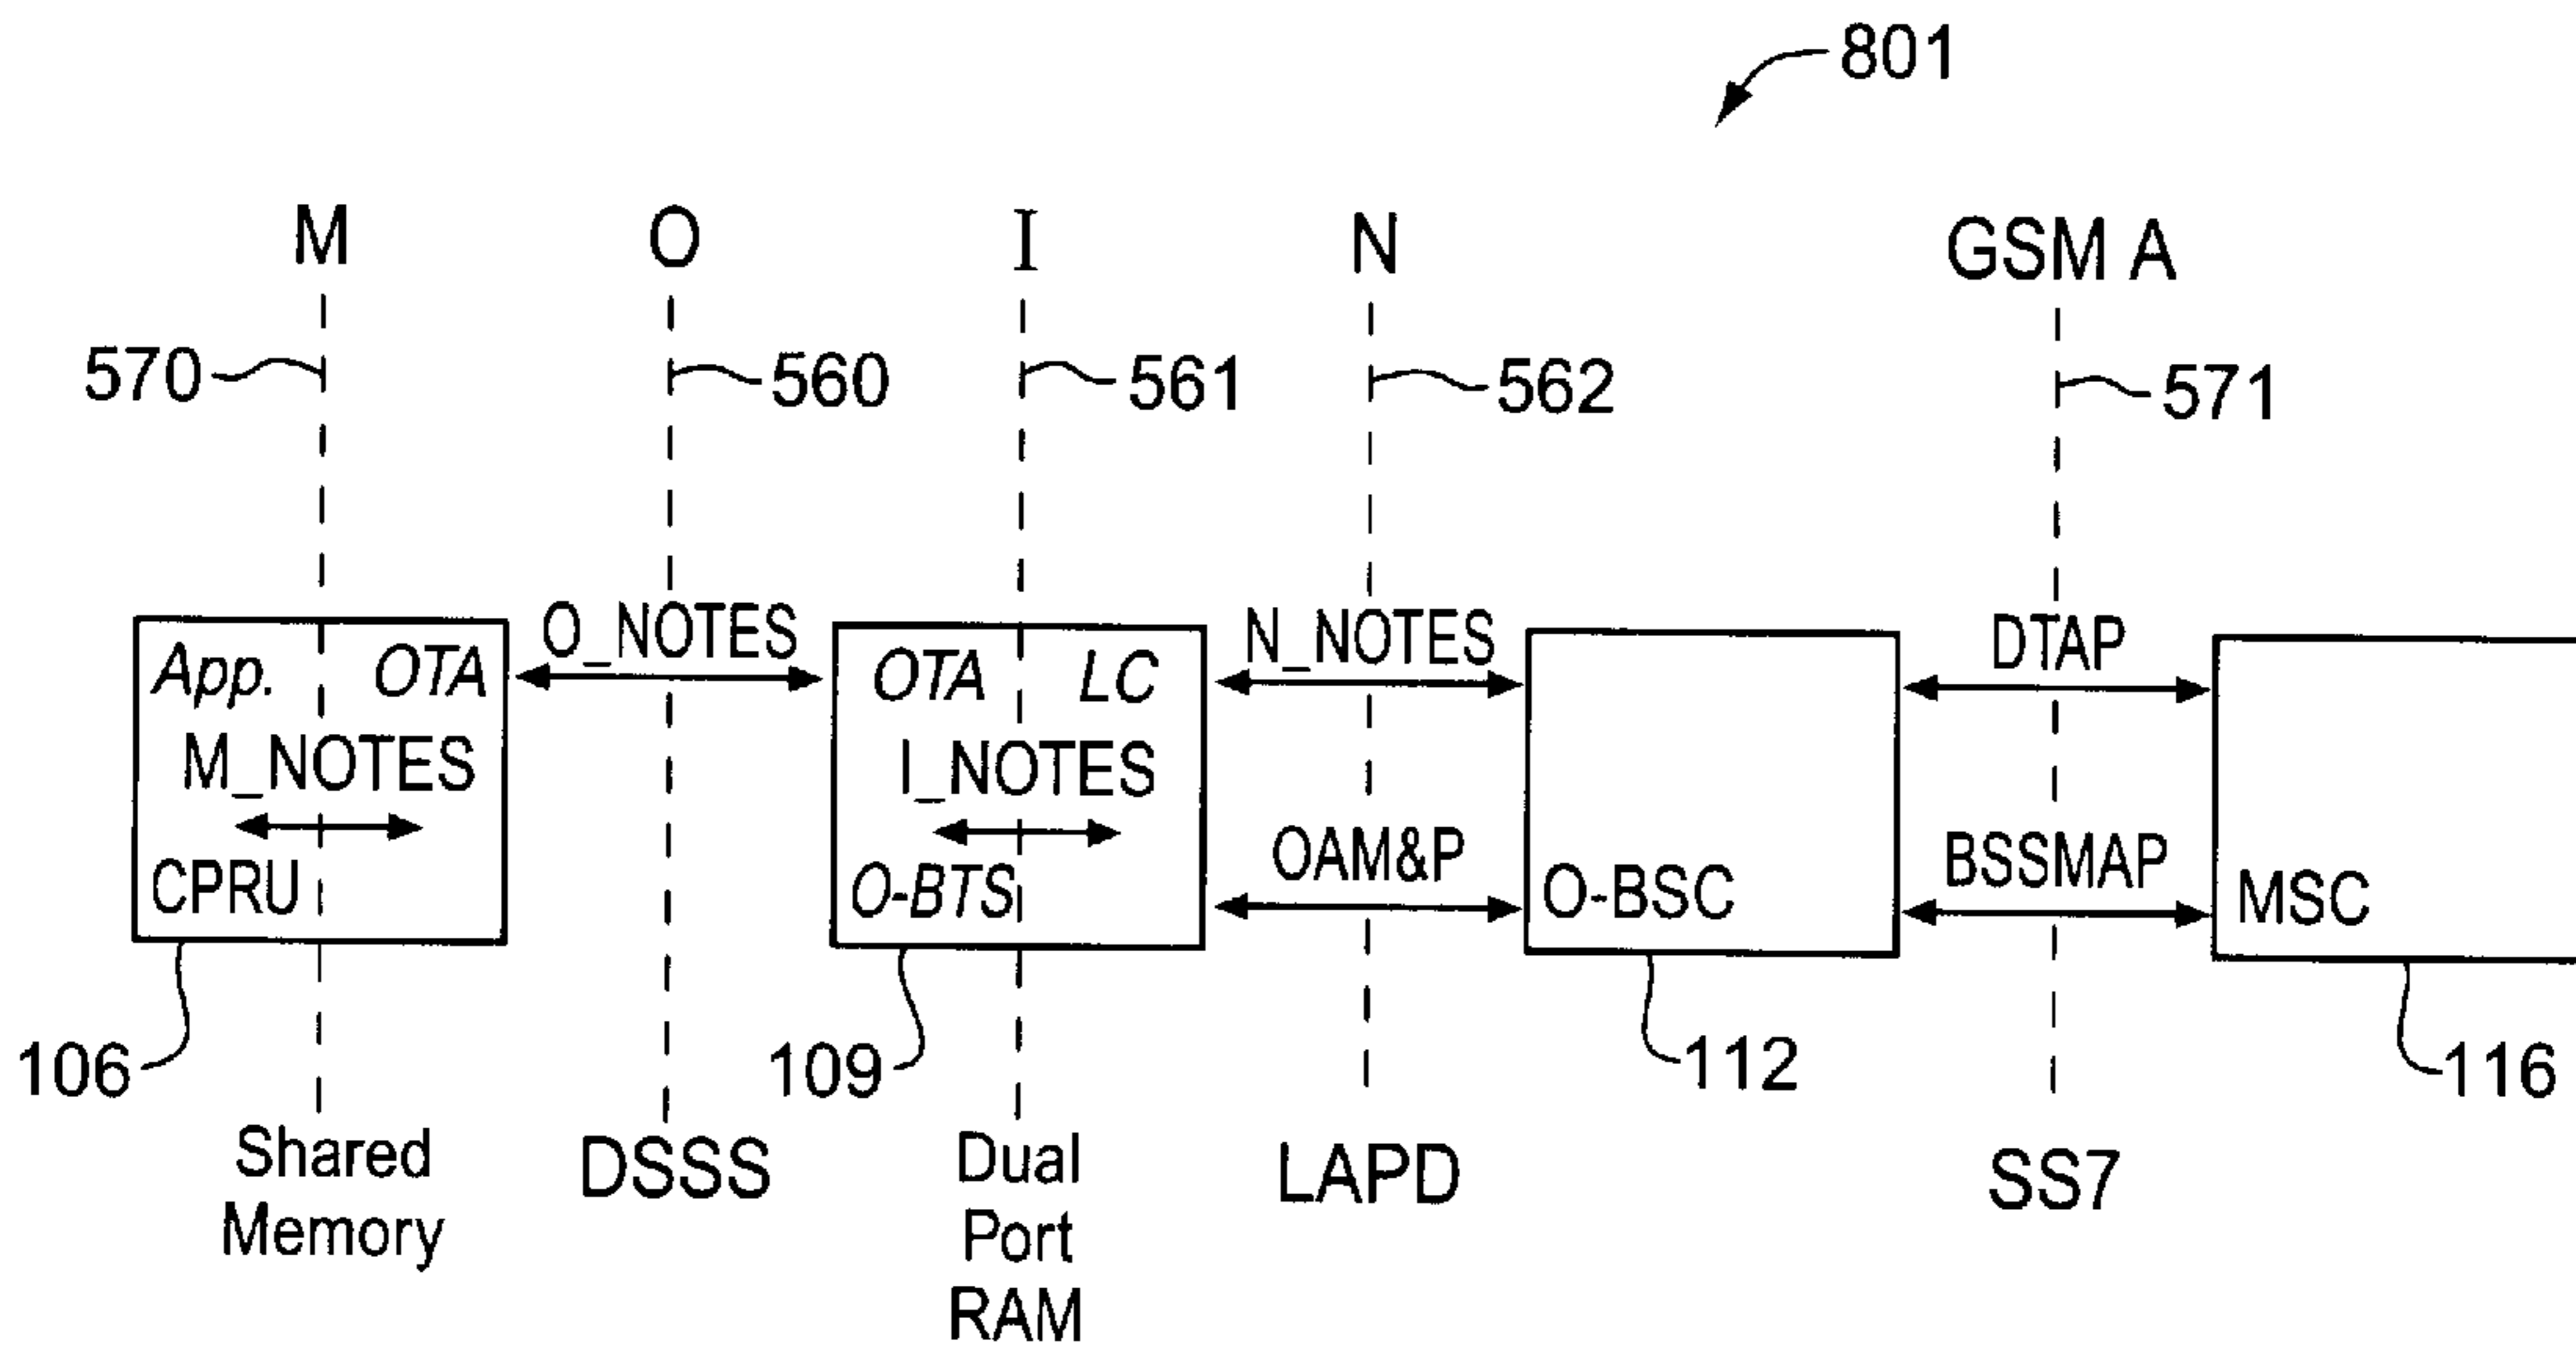 801
M
O
I
N
GSM A
570
560
561
562
571
O_NOTES
N_NOTES
DTAP
App.
OTA
OTA
LC
M_NOTES
I_NOTES
OAM&P
BSSMAP
CPRU
O-BTS
O-BSC
MSC
106
109
112
116
Shared
Memory
DSSS
Dual
Port
RAM
LAPD
SS7